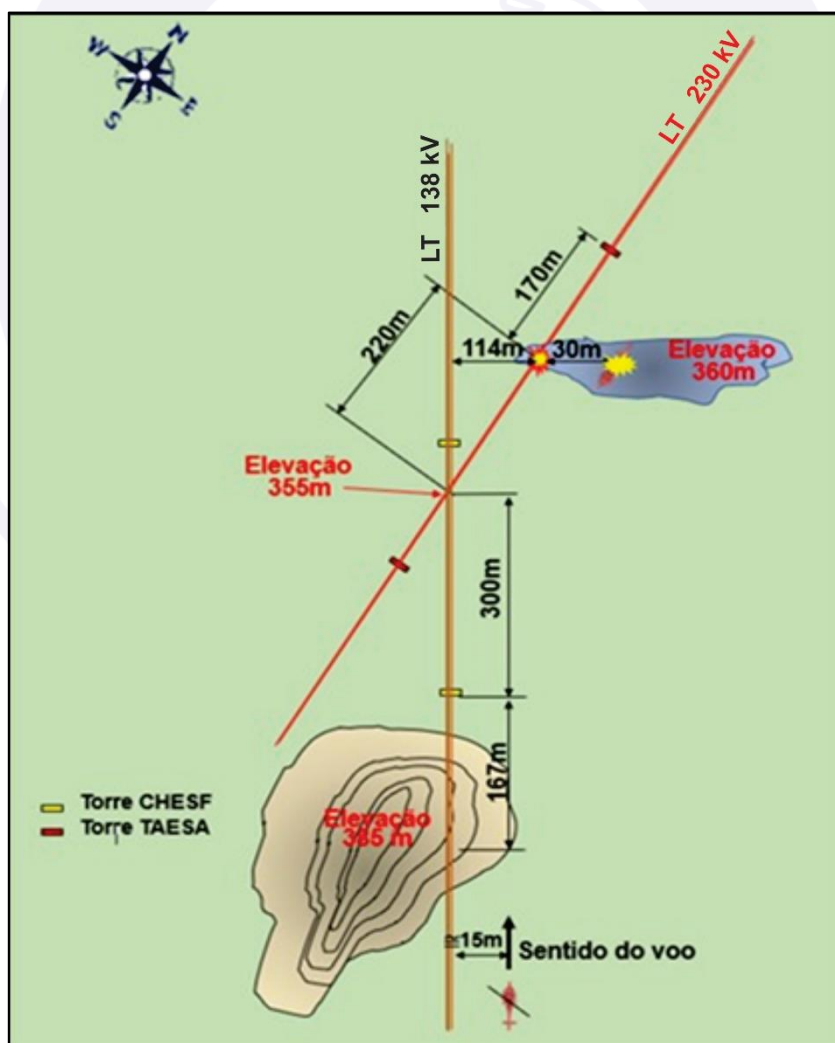 N
W
E
S
LT 230 kV
LT 138 kV
170m
220m
114m
30m
Elevação
360m
Elevação
355m
300m
167m
Torre CHESF
Torre TAESA
Elevação
385 m
≅15m
Sentido do voo